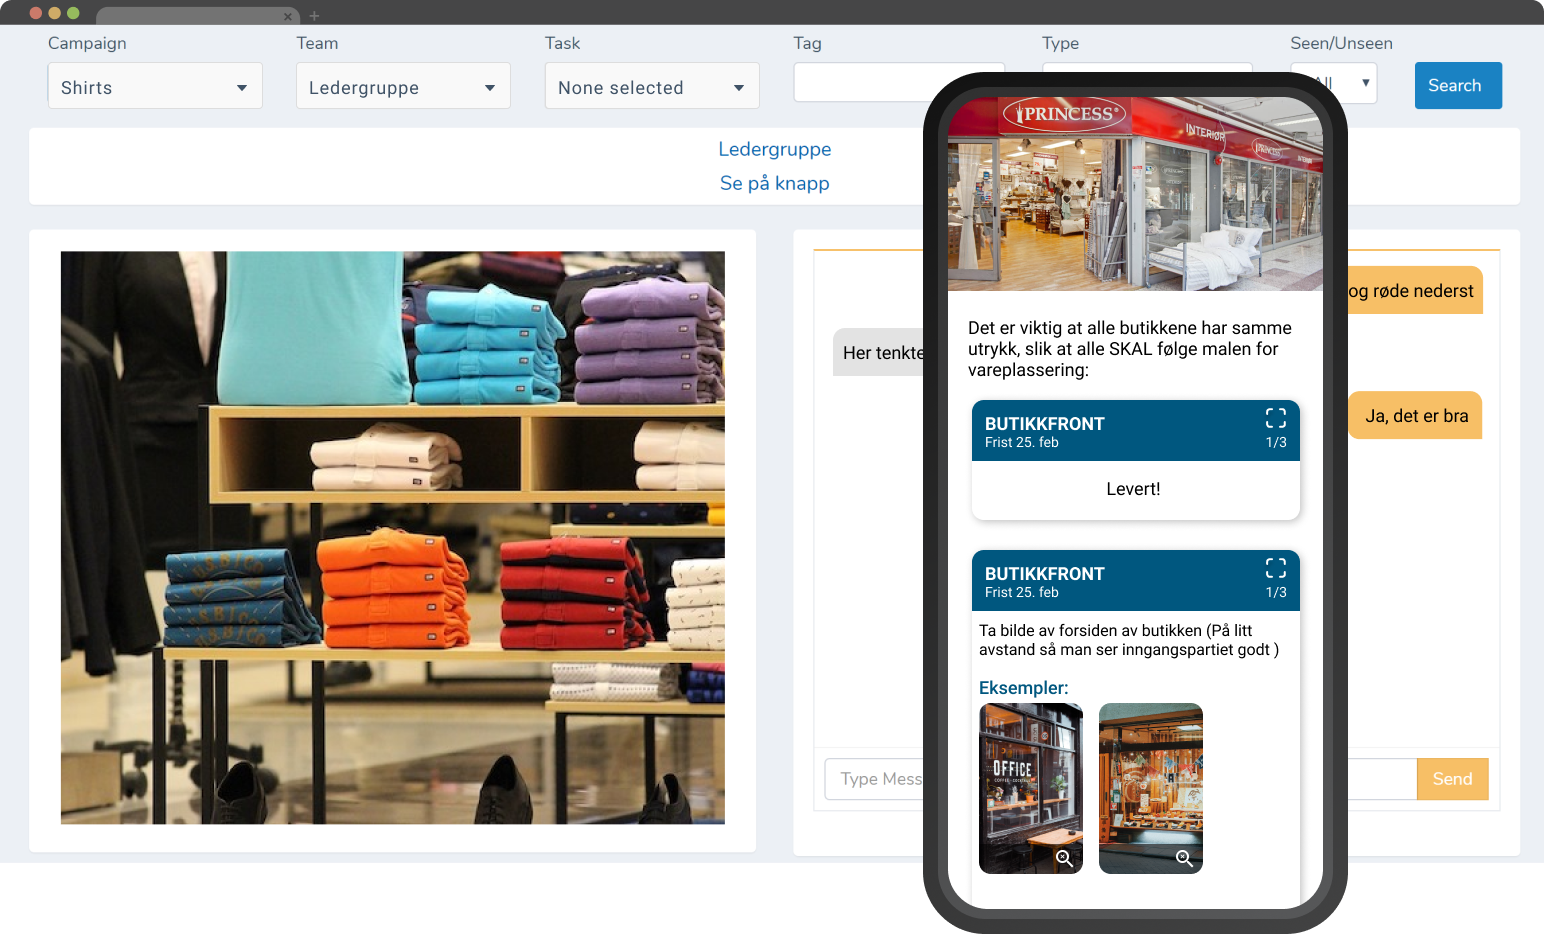 Campaign
Team
Task
Tag
Type
Seen/Unseen
Shirts
Ledergruppe
None selected
All
Search
Ledergruppe
Se på knapp
og røde nederst
Her tenkte
Ja, det er bra
Type Mess
Send
PRINCESS
INTERIØR
PRINCESS
INTERIØR
Det er viktig at alle butikkene har samme
utrykk, slik at alle SKAL følge malen for
vareplassering:
BUTIKKFRONT
Frist 25. feb
1/3
Levert!
BUTIKKFRONT
Frist 25. feb
1/3
Ta bilde av forsiden av butikken (På litt
avstand så man ser inngangspartiet godt )
Eksempler:
OFFICE